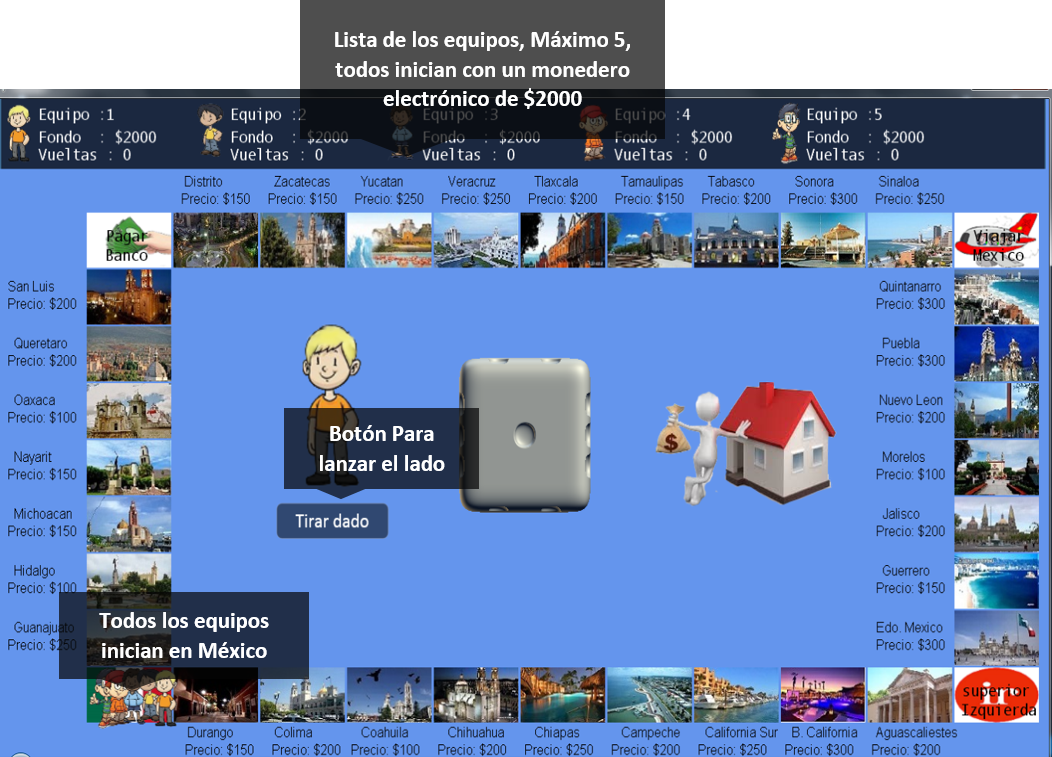 Lista de los equipos, Máximo 5,
todos inician con un monedero
electrónico de $2000
Equipo :1
Fondo : $2000
Vueltas : 0
Equipo :2
Fondo : $2000
Vueltas : 0
Equipo :3
Fondo : $2000
Vueltas : 0
Equipo :4
Fondo : $2000
Vueltas : 0
Equipo :5
Fondo : $2000
Vueltas : 0
Distrito
Precio: $150
Zacatecas
Precio: $150
Yucatan
Precio: $250
Veracruz
Precio: $250
Tlaxcala
Precio: $200
Tamaulipas
Precio: $150
Tabasco
Precio: $200
Sonora
Precio: $300
Sinaloa
Precio: $250
Pagar
Banco
Viajar
Mexico
San Luis
Precio: $200
Queretaro
Precio: $200
Oaxaca
Precio: $100
Nayarit
Precio: $150
Michoacan
Precio: $150
Hidalgo
Precio: $100
Guanajuato
Precio: $250
Botón Para
lanzar el lado
Tirar dado
$
Todos los equipos
inician en México
Quintanarro
Precio: $300
Puebla
Precio: $300
Nuevo Leon
Precio: $200
Morelos
Precio: $100
Jalisco
Precio: $200
Guerrero
Precio: $150
Edo. Mexico
Precio: $300
superior
Izquierda
Durango
Precio: $150
Colima
Precio: $200
Coahuila
Precio: $100
Chihuahua
Precio: $200
Chiapas
Precio: $250
Campeche
Precio: $200
California Sur
Precio: $250
B. California
Precio: $300
Aguascaliestes
Precio: $200